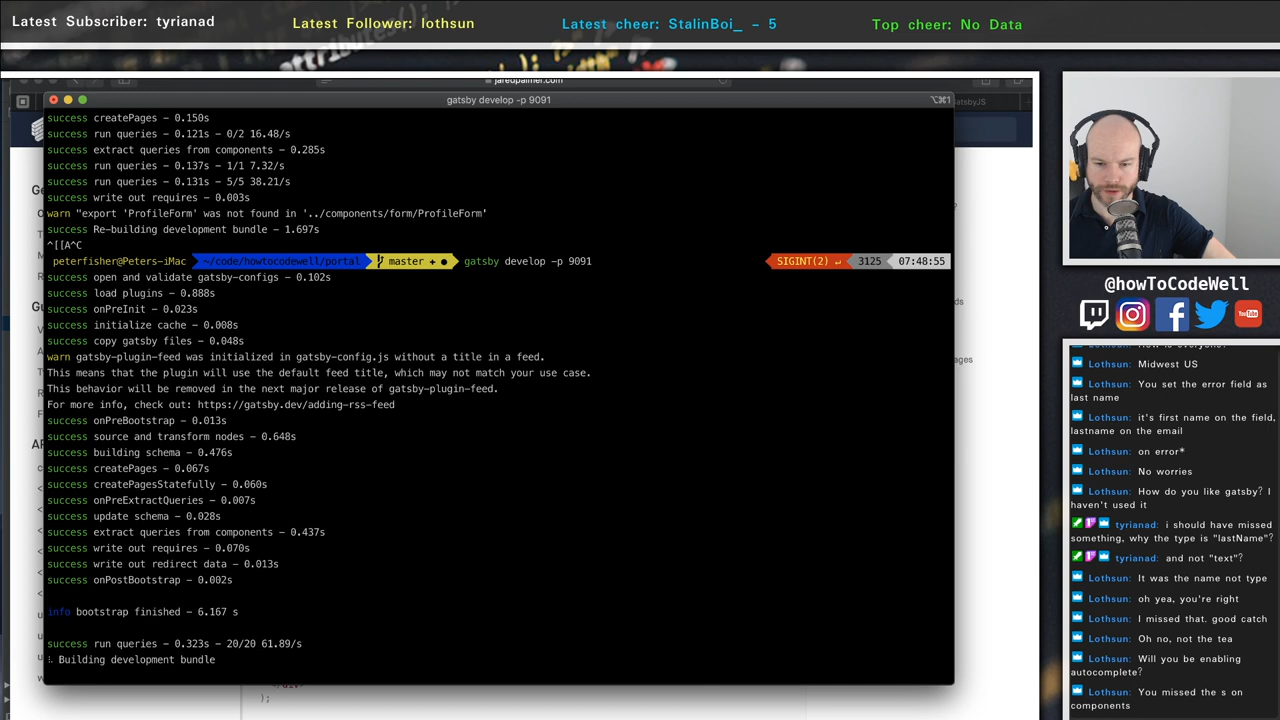 Latest Subscriber: tyrianad
Latest Follower: lothsun
Latest cheer: StalinBoi_ - 5
Top cheer: No Data
jaredpalmer.com
gatsby develop -p 9091
⌥⌘1
success createPages - 0.150s
success run queries - 0.121s - 0/2 16.48/s
success extract queries from components - 0.285s
success run queries - 0.137s - 1/1 7.32/s
success run queries - 0.131s - 5/5 38.21/s
success write out requires - 0.003s
warn "export 'ProfileForm' was not found in '../components/form/ProfileForm'
success Re-building development bundle - 1.697s
^[[A^C
peterfisher@Peters-iMac ~/code/howtocodewell/portal master + ● gatsby develop -p 9091 SIGINT(2) ↵ 3125 07:48:55
success open and validate gatsby-configs - 0.102s
success load plugins - 0.888s
success onPreInit - 0.023s
success initialize cache - 0.008s
success copy gatsby files - 0.048s
warn gatsby-plugin-feed was initialized in gatsby-config.js without a title in a feed.
This means that the plugin will use the default feed title, which may not match your use case.
This behavior will be removed in the next major release of gatsby-plugin-feed.
For more info, check out: https://gatsby.dev/adding-rss-feed
success onPreBootstrap - 0.013s
success source and transform nodes - 0.648s
success building schema - 0.476s
success createPages - 0.067s
success createPagesStatefully - 0.060s
success onPreExtractQueries - 0.007s
success update schema - 0.028s
success extract queries from components - 0.437s
success write out requires - 0.070s
success write out redirect data - 0.013s
success onPostBootstrap - 0.002s
info bootstrap finished - 6.167 s
success run queries - 0.323s - 20/20 61.89/s
Building development bundle
);
@howToCodeWell
Lothsun: How is everyone?
Lothsun: Midwest US
Lothsun: You set the error field as
last name
Lothsun: it's first name on the field,
lastname on the email
Lothsun: on error*
Lothsun: No worries
Lothsun: How do you like gatsby? I
haven't used it
tyrianad: i should have missed
something, why the type is "lastName"?
tyrianad: and not "text"?
Lothsun: It was the name not type
Lothsun: oh yea, you're right
Lothsun: I missed that. good catch
Lothsun: Oh no, not the tea
Lothsun: Will you be enabling
autocomplete?
Lothsun: You missed the s on
components